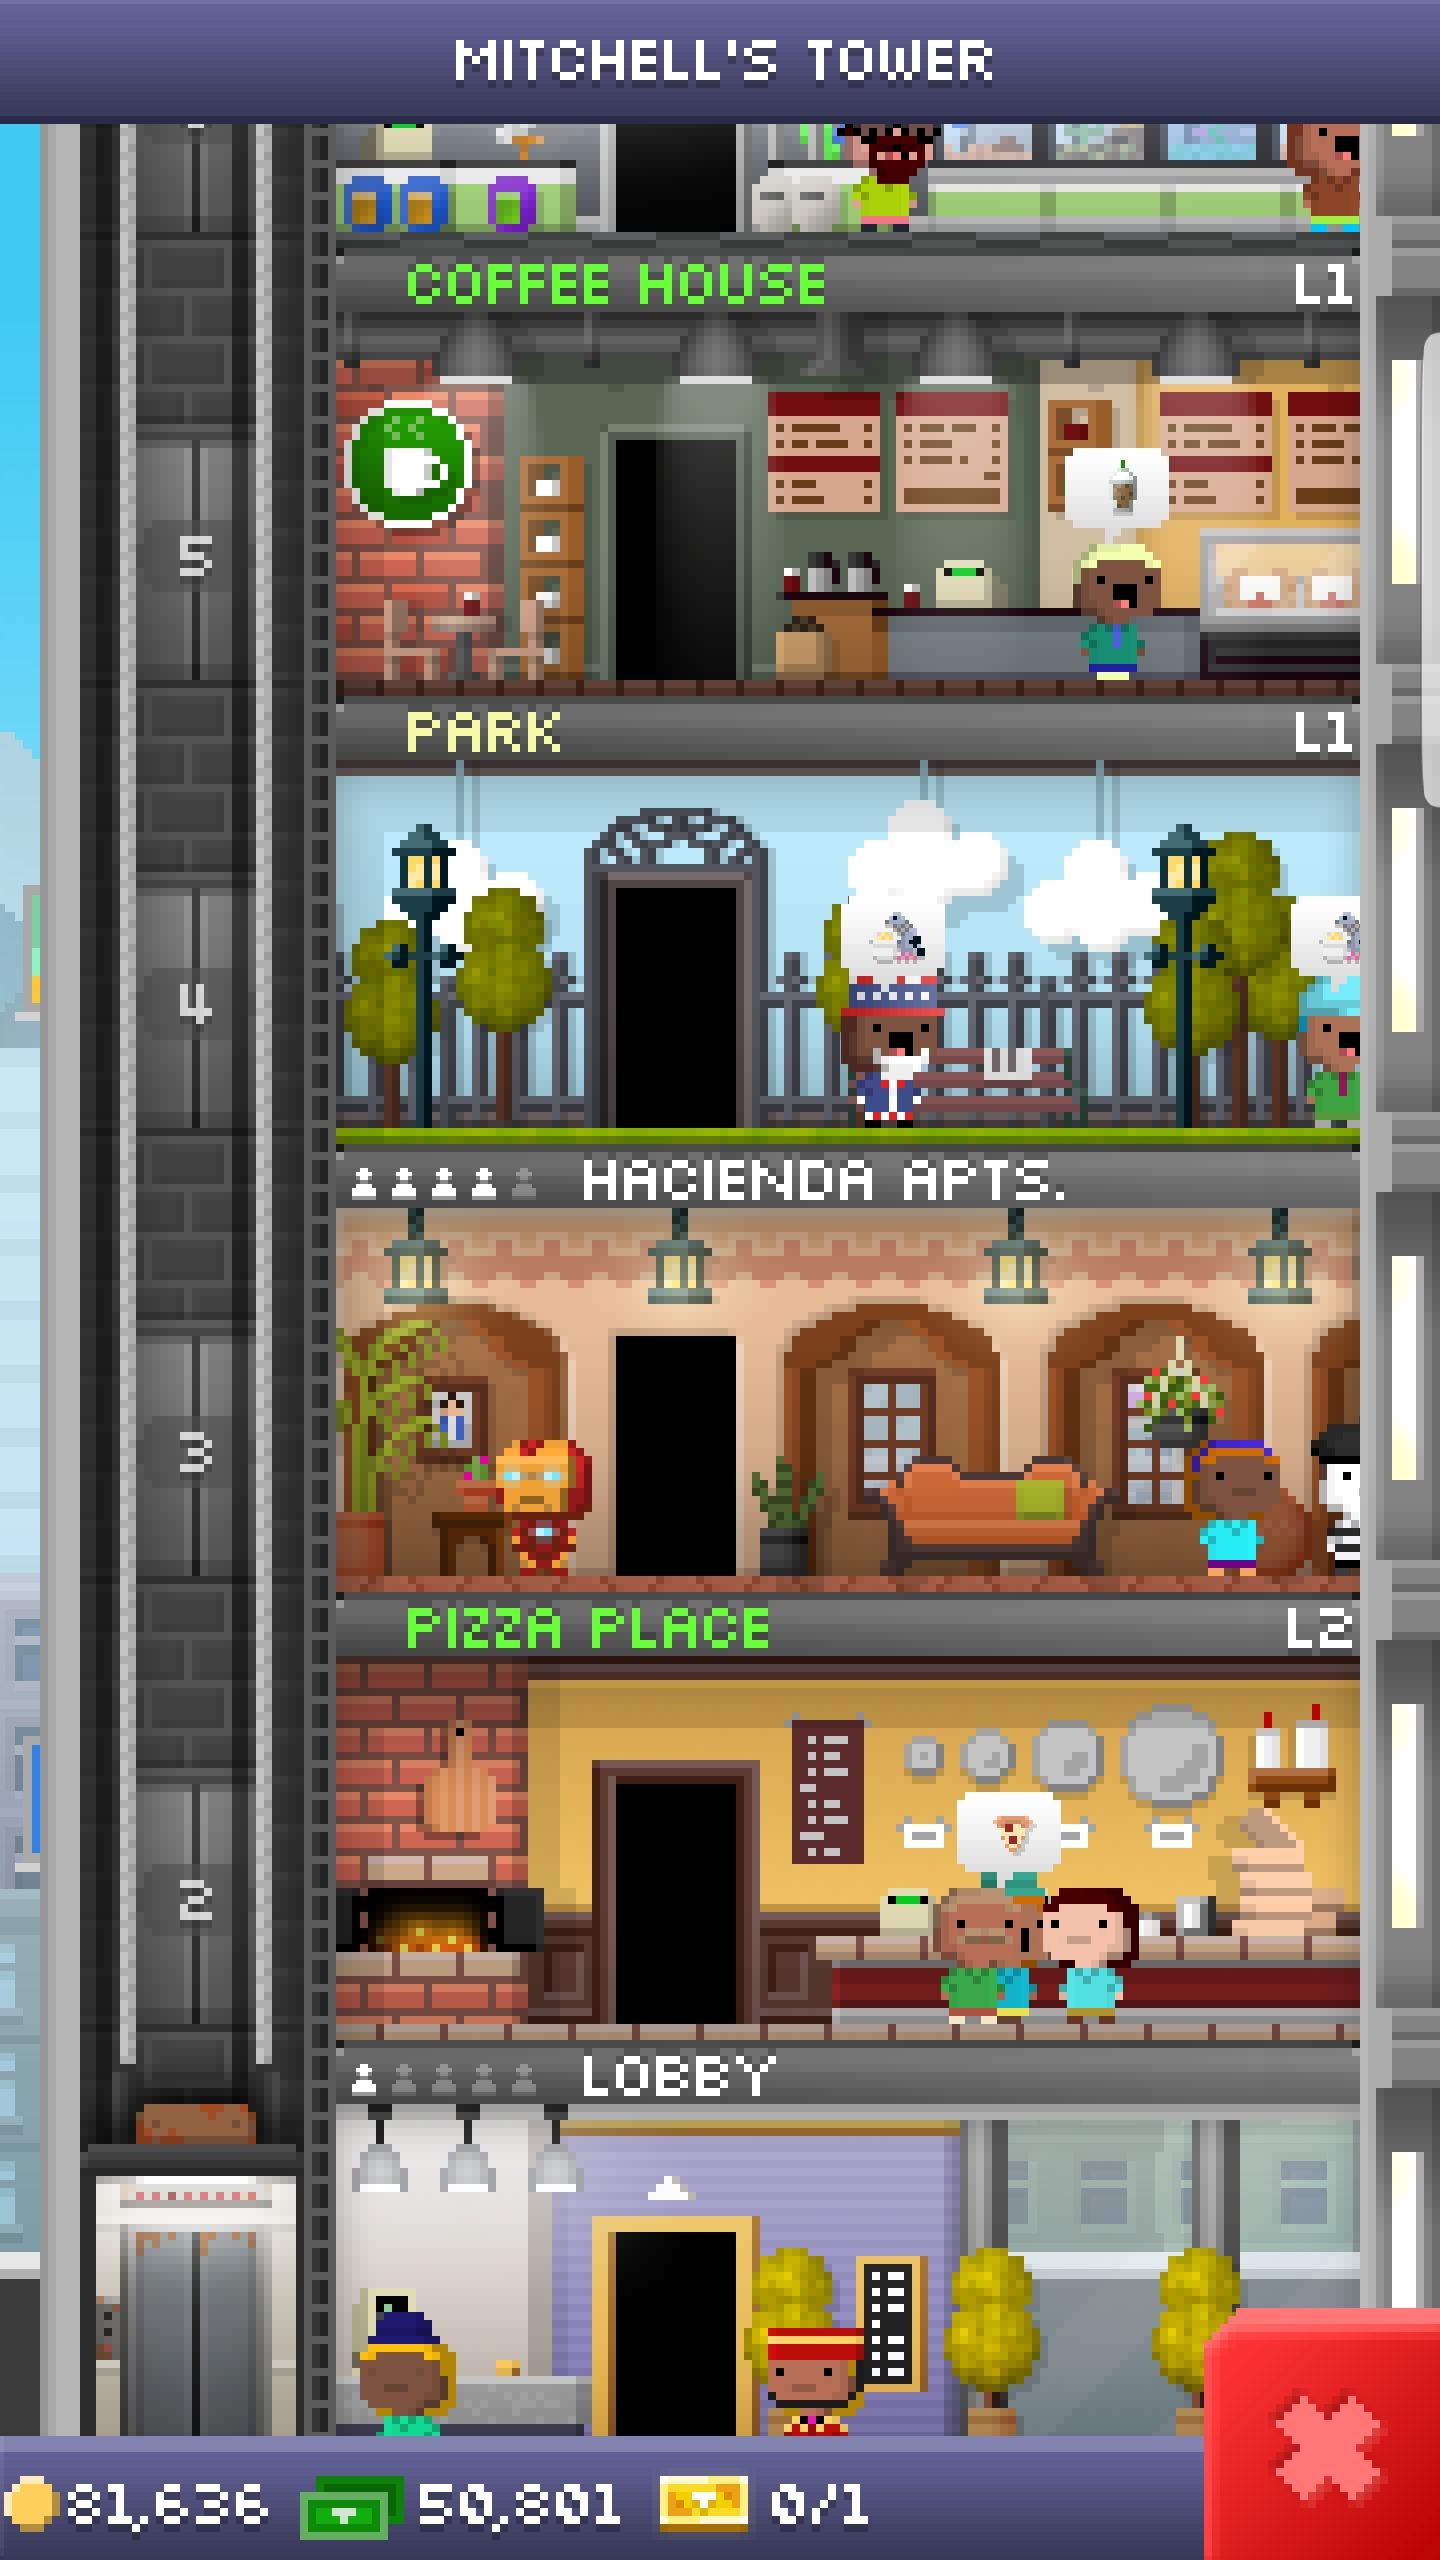 MITCHELL'S TOWER
COFFEE HOUSE L1
5
PARK L1
4
HACIENDA APTS.
3
PIZZA PLACE L2
2
LOBBY
81,636 50,801 0/1